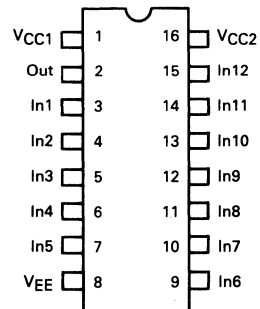 VCC1 1 16 VCC2
Out 2 15 In12
In1 3 14 In11
In2 4 13 In10
In3 5 12 In9
In4 6 11 In8
In5 7 10 In7
VEE 8 9 In6